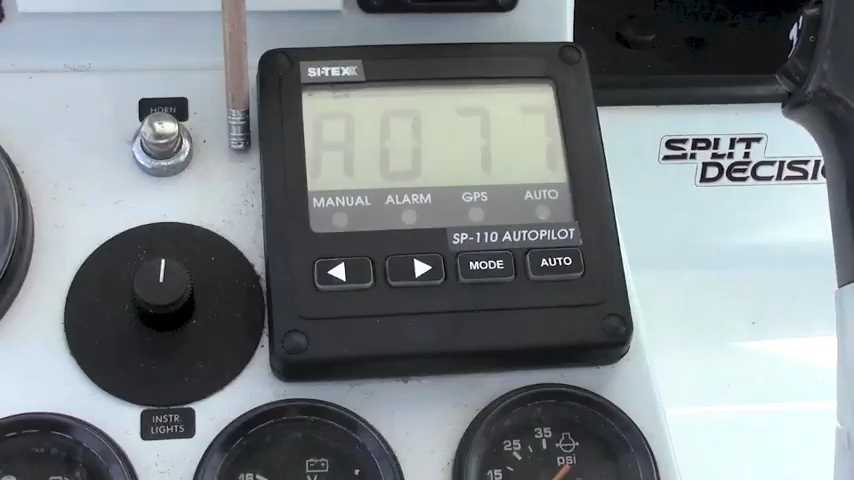 SI-TEX
HORN
A077
SPLIT
MANUAL ALARM GPS AUTO
SP-110 AUTOPILOT
MODE AUTO
INSTR.
LIGHTS
35
25
15
psi
V